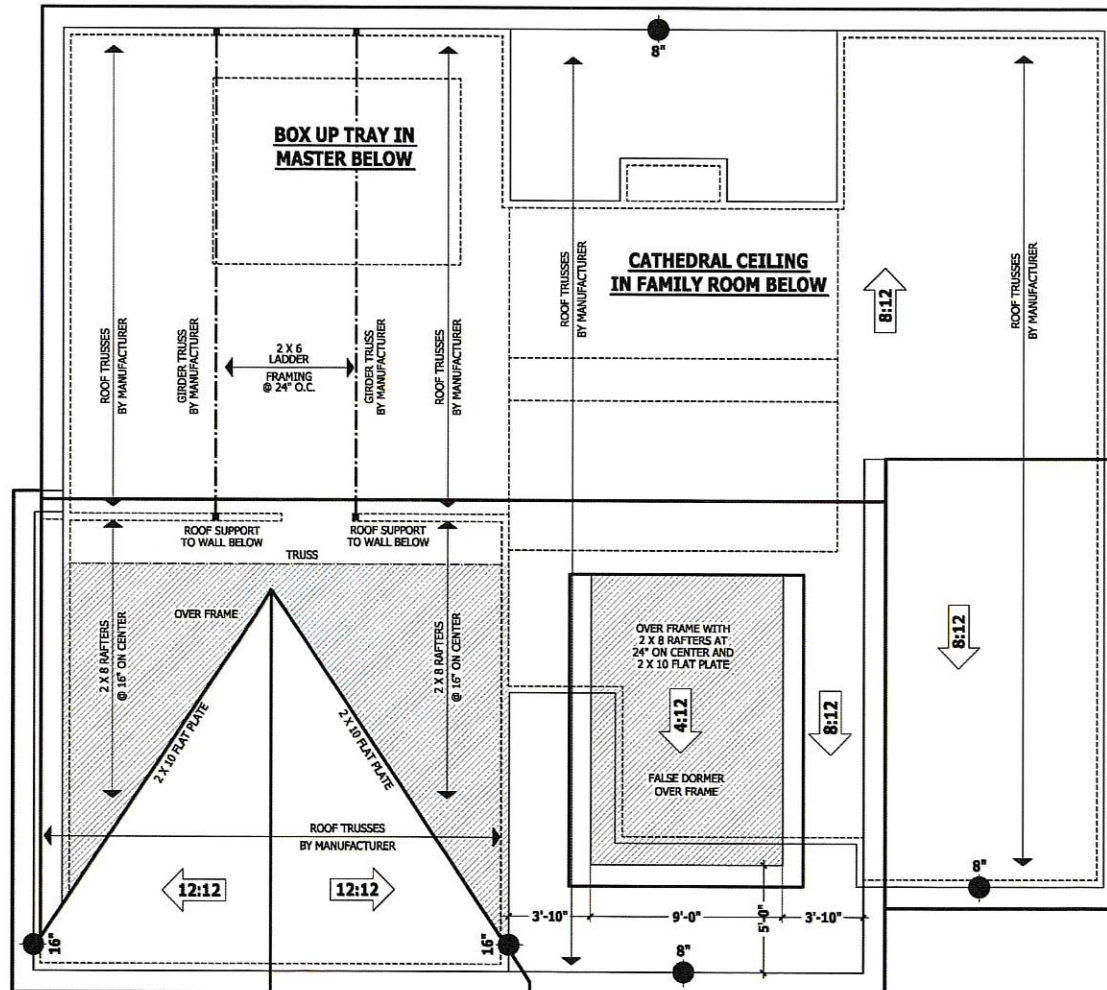 8"
BOX UP TRAY IN
MASTER BELOW
CATHEDRAL CEILING
IN FAMILY ROOM BELOW
ROOF TRUSSES
BY MANUFACTURER
GIRDER TRUSS
BY MANUFACTURER
2 X 6
LADDER
FRAMING
@ 24" O.C.
GIRDER TRUSS
BY MANUFACTURER
ROOF TRUSSES
BY MANUFACTURER
ROOF TRUSSES
BY MANUFACTURER
8:12
ROOF TRUSSES
BY MANUFACTURER
ROOF SUPPORT
TO WALL BELOW
ROOF SUPPORT
TO WALL BELOW
TRUSS
OVER FRAME
2 X 8 RAFTERS
@ 16" ON CENTER
2 X 8 RAFTERS
@ 16" ON CENTER
2 X 10 FLAT PLATE
2 X 10 FLAT PLATE
OVER FRAME WITH
2 X 8 RAFTERS AT
24" ON CENTER AND
2 X 10 FLAT PLATE
4:12
FALSE DORMER
OVER FRAME
8:12
8:12
ROOF TRUSSES
BY MANUFACTURER
12:12
12:12
16"
16"
3'-10"
9'-0"
3'-10"
5'-0"
8"
8"